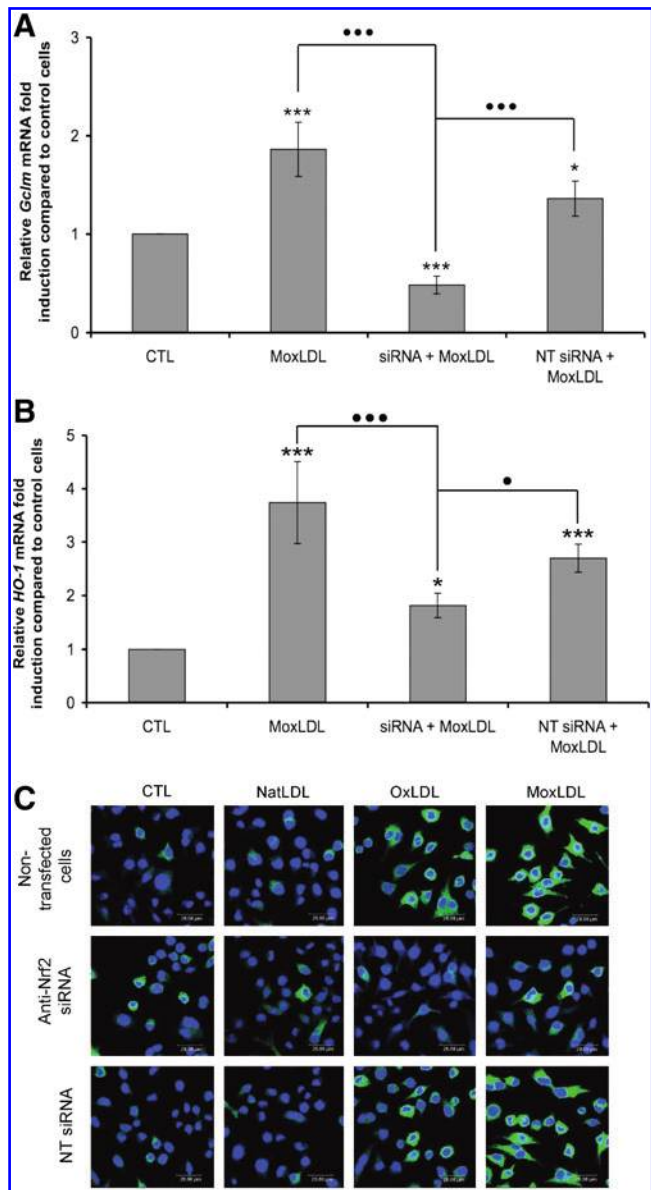 A
Relative Gclm mRNA fold
induction compared to control cells
3
2
1
0
•••
•••
***
***
*
CTL
MoxLDL
siRNA + MoxLDL
NT siRNA +
MoxLDL
B
Relative HO-1 mRNA fold
induction compared to control cells
5
4
3
2
1
0
•••
•
***
*
***
CTL
MoxLDL
siRNA + MoxLDL
NT siRNA +
MoxLDL
C
CTL
NatLDL
OxLDL
MoxLDL
Non-
transfected
cells
Anti-Nrf2
siRNA
NT siRNA